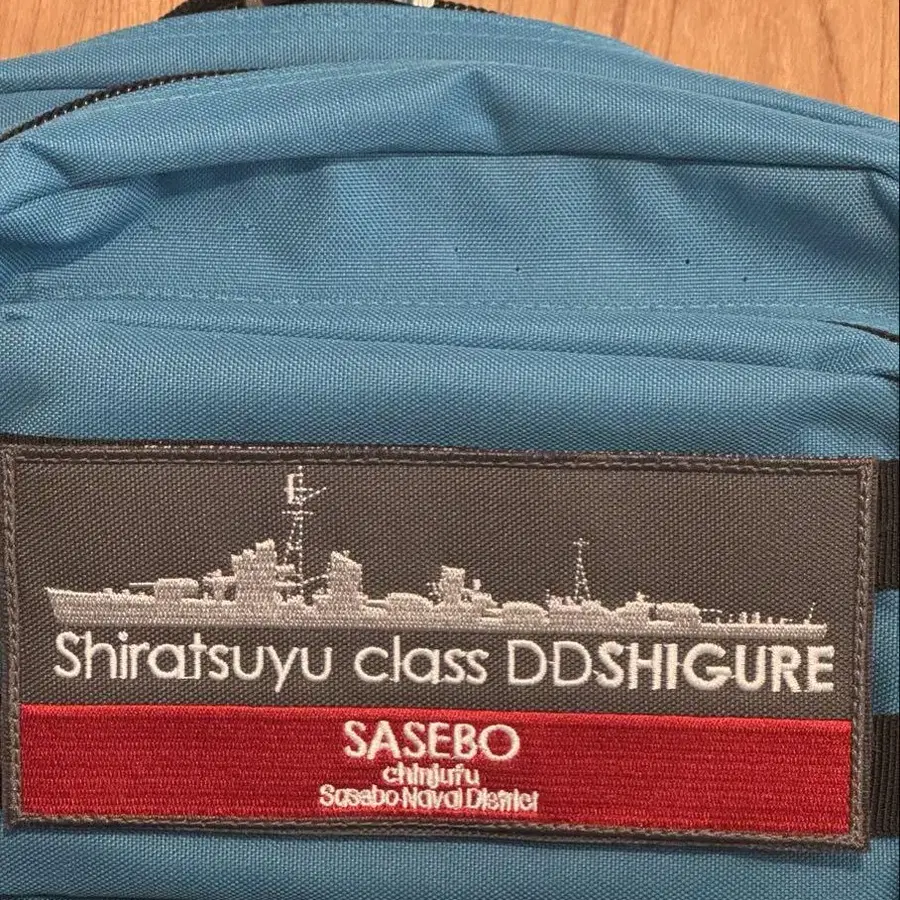 Shiratsuyu class DDSHIGURE
SASEBO
chinjufu
Sasebo Naval District